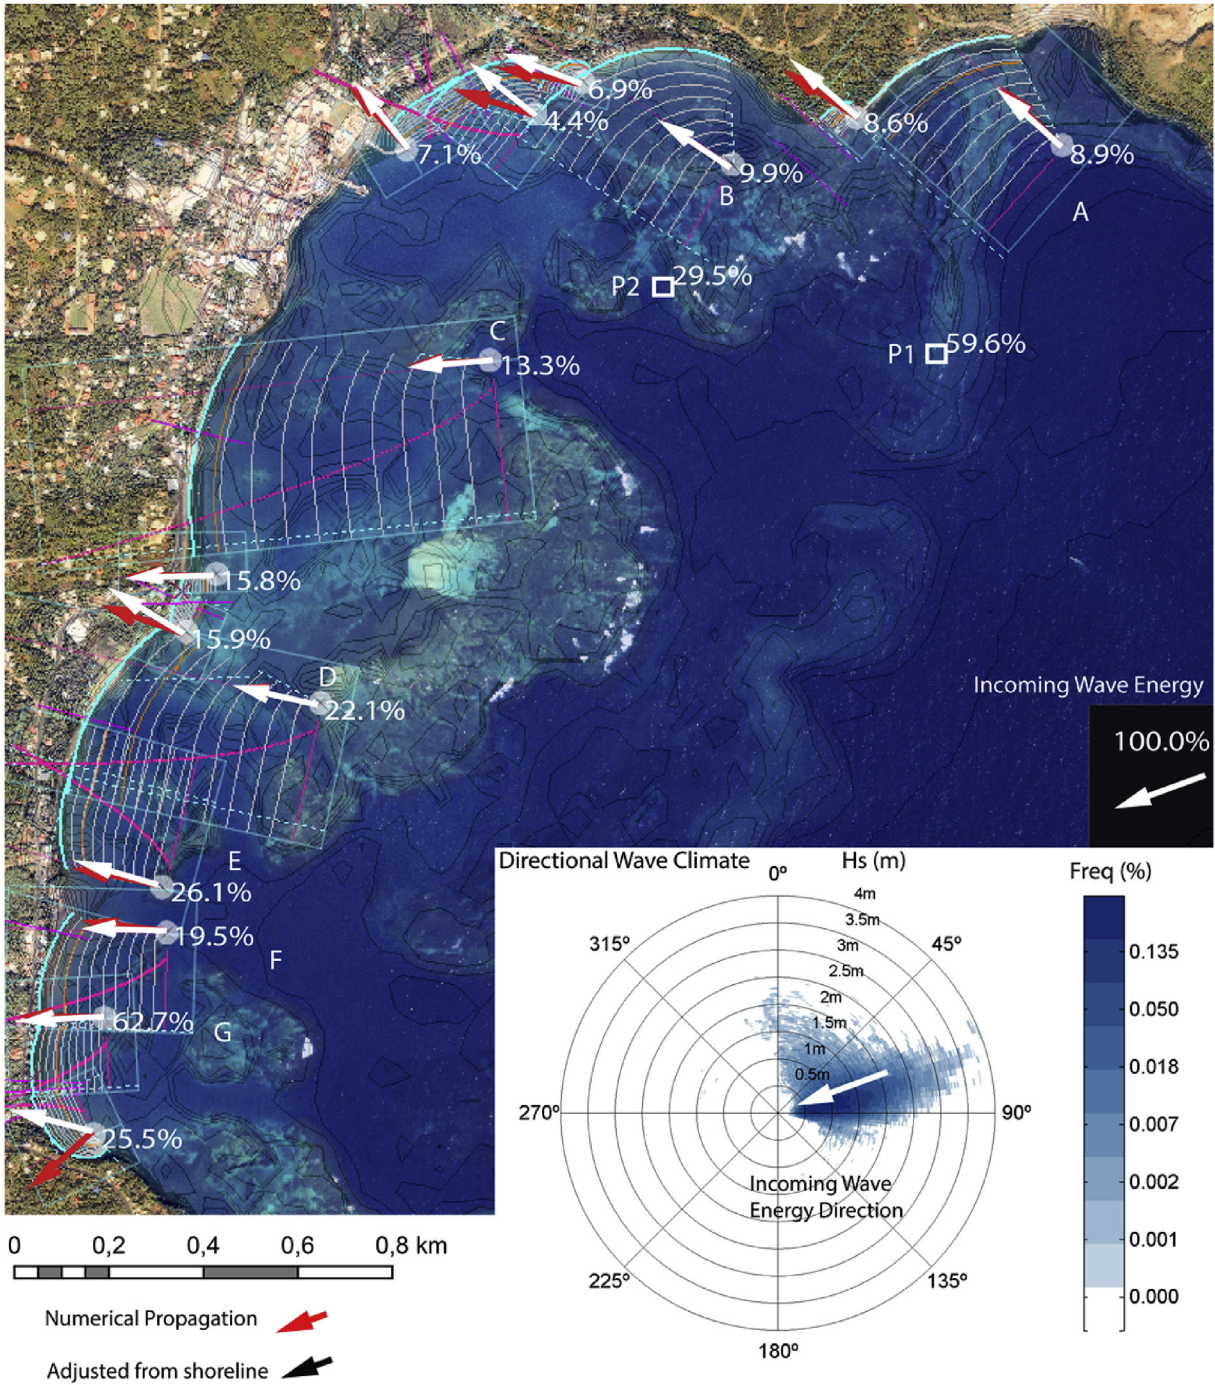 6.9%
4.4%
7.1%
8.6%
8.9%
9.9%
B
A
P2 29.5%
P1 59.6%
C
13.3%
15.8%
15.9%
D
22.1%
Incoming Wave Energy
100.0%
E
26.1%
19.5%
F
62.7%
G
25.5%
Directional Wave Climate
Hs (m)
Freq (%)
0º
4m
3.5m
3m
2.5m
2m
1.5m
1m
0.5m
315º
45º
270º
90º
225º
135º
180º
Incoming Wave
Energy Direction
0.135
0.050
0.018
0.007
0.002
0.001
0.000
0 0,2 0,4 0,6 0,8 km
Numerical Propagation
Adjusted from shoreline